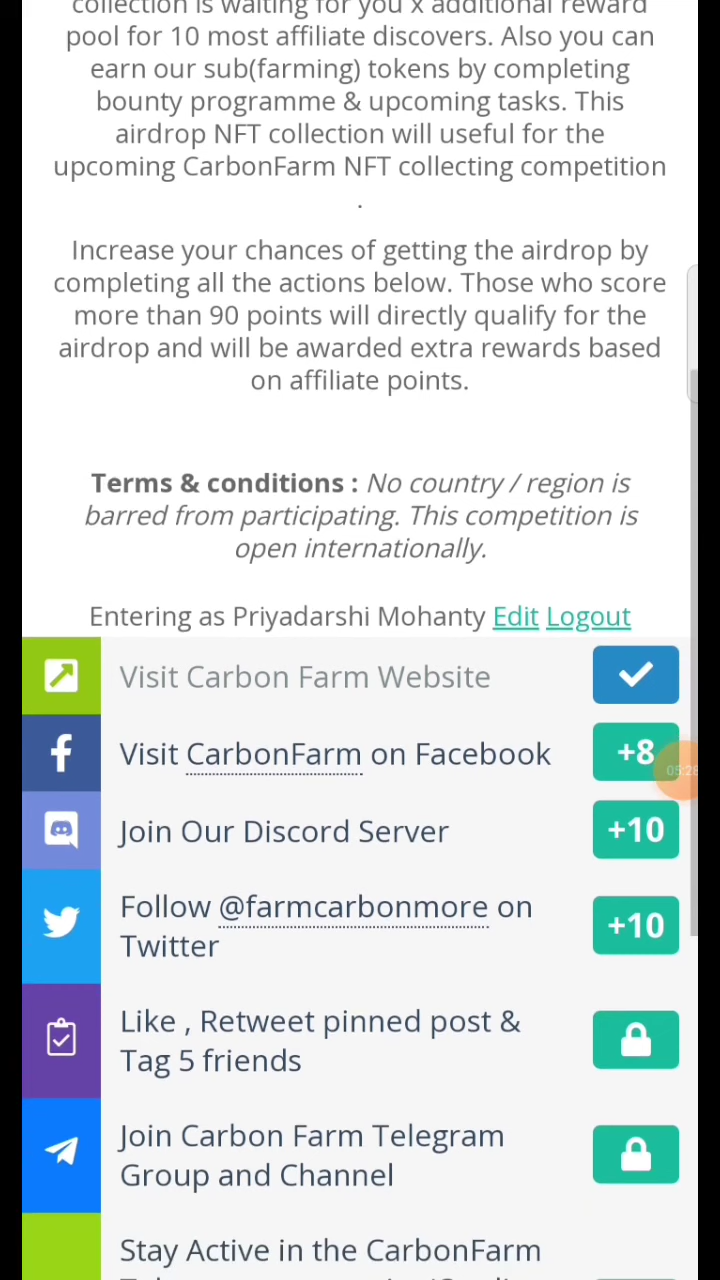 collection is waiting for you x additional reward
pool for 10 most affiliate discovers. Also you can
earn our sub(farming) tokens by completing
bounty programme & upcoming tasks. This
airdrop NFT collection will useful for the
upcoming CarbonFarm NFT collecting competition
.
Increase your chances of getting the airdrop by
completing all the actions below. Those who score
more than 90 points will directly qualify for the
airdrop and will be awarded extra rewards based
on affiliate points.
Terms & conditions : No country / region is
barred from participating. This competition is
open internationally.
Entering as Priyadarshi Mohanty Edit Logout
Visit Carbon Farm Website
Visit CarbonFarm on Facebook +8
05:28
Join Our Discord Server +10
Follow @farmcarbonmore on
Twitter +10
Like , Retweet pinned post &
Tag 5 friends
Join Carbon Farm Telegram
Group and Channel
Stay Active in the CarbonFarm